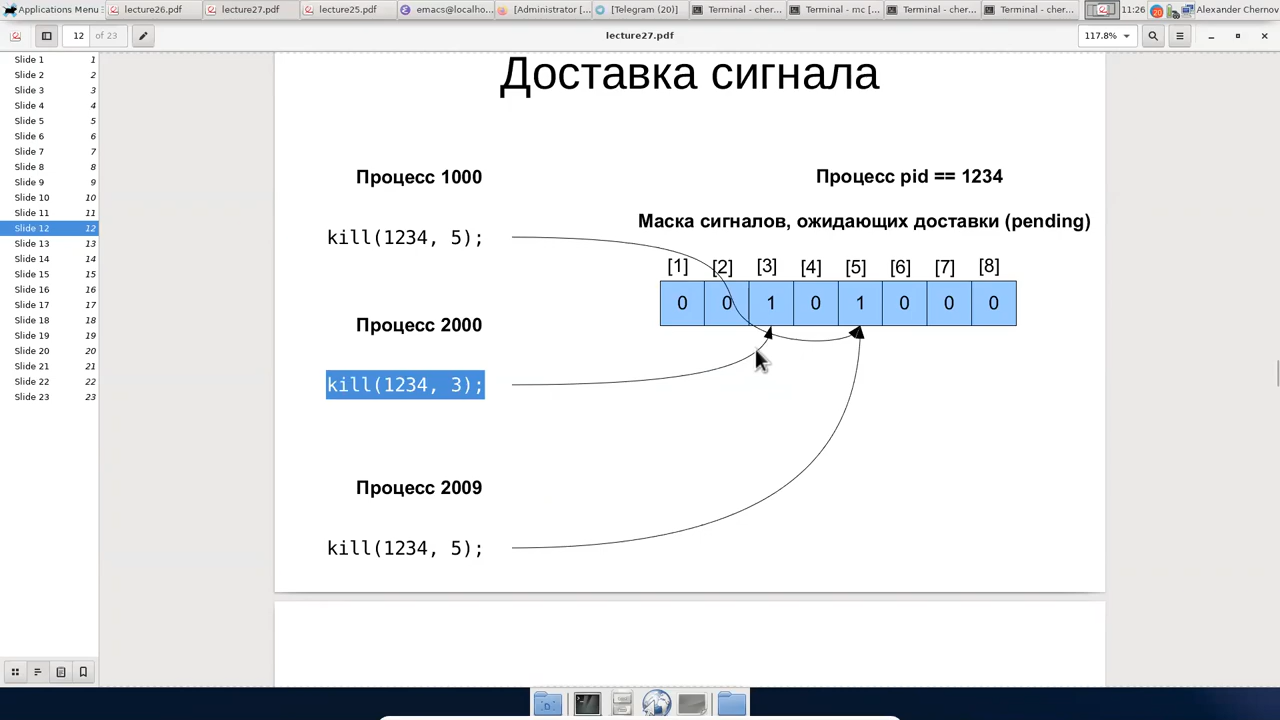 Applications Menu
lecture26.pdf
lecture27.pdf
lecture25.pdf
emacs@localho...
[Administrator [...
[Telegram (20)]
Terminal - cher...
Terminal - mc [...
Terminal - cher...
Terminal - cher...
11:26
20
Alexander Chernov
12 of 23
lecture27.pdf
117.8%
Slide 1 1
Slide 2 2
Slide 3 3
Slide 4 4
Slide 5 5
Slide 6 6
Slide 7 7
Slide 8 8
Slide 9 9
Slide 10 10
Slide 11 11
Slide 12 12
Slide 13 13
Slide 14 14
Slide 15 15
Slide 16 16
Slide 17 17
Slide 18 18
Slide 19 19
Slide 20 20
Slide 21 21
Slide 22 22
Slide 23 23
Доставка сигнала
Процесс 1000
kill(1234, 5);
Процесс 2000
kill(1234, 3);
Процесс 2009
kill(1234, 5);
Процесс pid == 1234
Маска сигналов, ожидающих доставки (pending)
[1] [2] [3] [4] [5] [6] [7] [8]
0 0 1 0 1 0 0 0